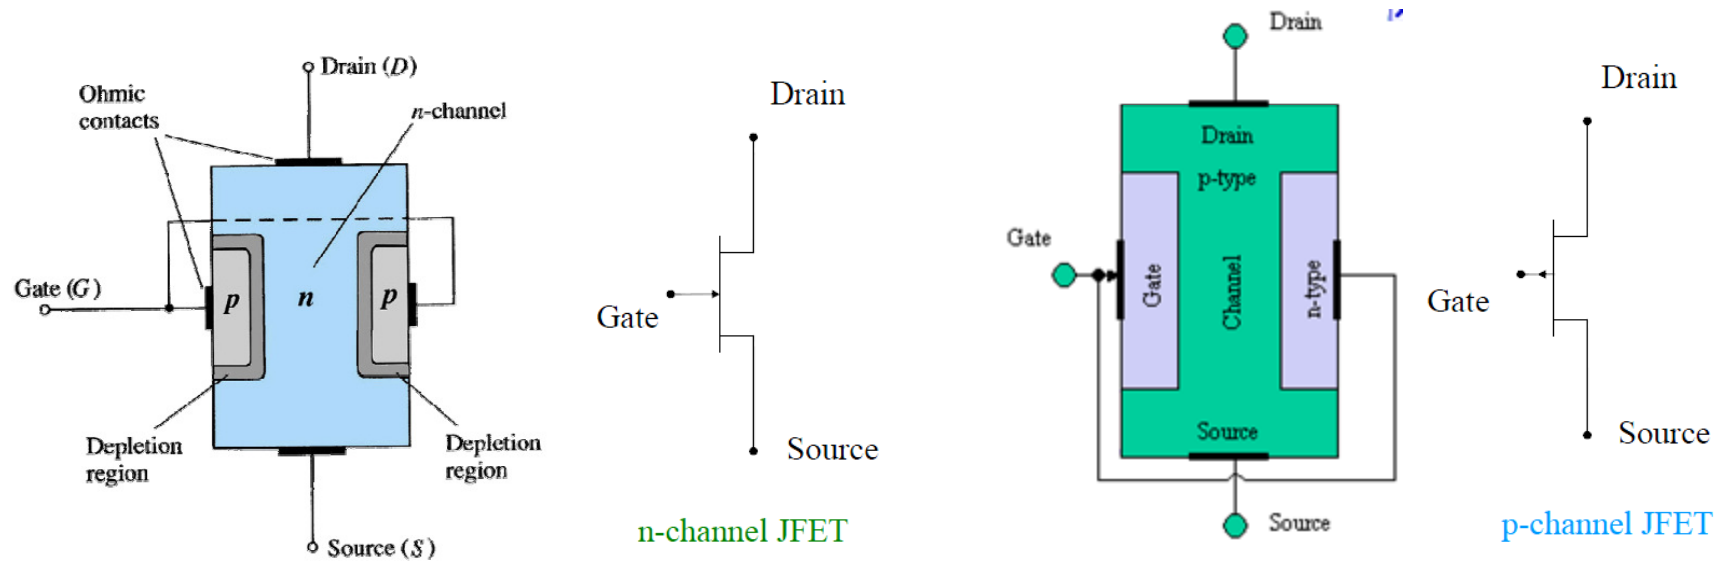 Drain (D)
Ohmic
contacts
n-channel
Gate (G)
p
n
p
Depletion
region
Depletion
region
Source (S)
Drain
Gate
Source
n-channel JFET
Drain
Drain
p-type
Gate
Gate
Channel
n-type
Source
Source
Drain
Gate
Source
p-channel JFET